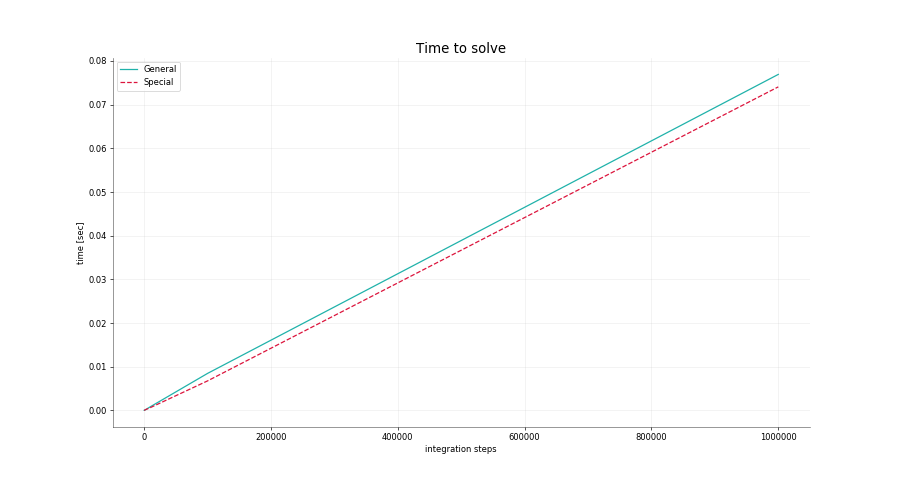 Time to solve
General
Special
0.08
0.07
0.06
0.05
0.04
0.03
0.02
0.01
0.00
time [sec]
0 200000 400000 600000 800000 1000000
integration steps